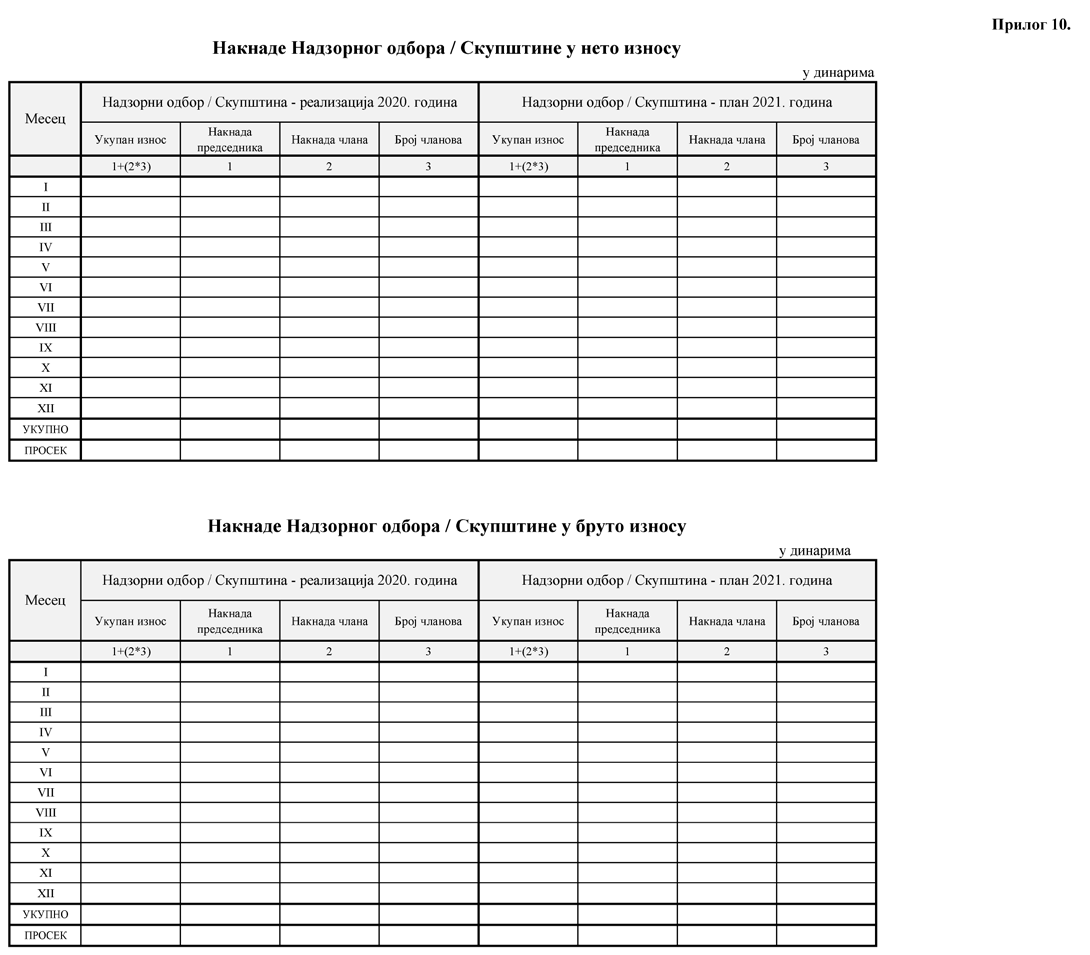 Прилог 10.
Накнаде Надзорног одбора / Скупштине у нето износу
у динарима
Месец
Надзорни одбор / Скупштина - реализација 2020. година
Надзорни одбор / Скупштина - план 2021. година
Укупан износ
Накнада
председника
Накнада члана
Број чланова
Укупан износ
Накнада
председника
Накнада члана
Број чланова
1+(2*3) 1 2 3 1+(2*3) 1 2 3
I
II
III
IV
V
VI
VII
VIII
IX
X
XI
XII
УКУПНО
ПРОСЕК
Накнаде Надзорног одбора / Скупштине у бруто износу
у динарима
Месец
Надзорни одбор / Скупштина - реализација 2020. година
Надзорни одбор / Скупштина - план 2021. година
Укупан износ
Накнада
председника
Накнада члана
Број чланова
Укупан износ
Накнада
председника
Накнада члана
Број чланова
1+(2*3) 1 2 3 1+(2*3) 1 2 3
I
II
III
IV
V
VI
VII
VIII
IX
X
XI
XII
УКУПНО
ПРОСЕК